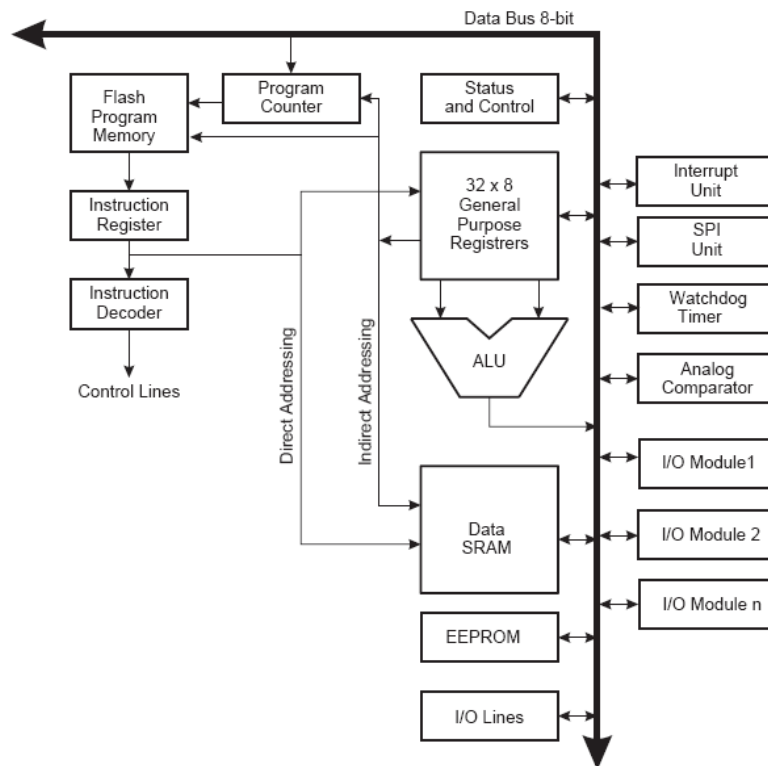 Data Bus 8-bit
Flash
Program
Memory
Program
Counter
Status
and Control
32 x 8
General
Purpose
Registrers
Interrupt
Unit
Instruction
Register
SPI
Unit
Instruction
Decoder
Watchdog
Timer
ALU
Analog
Comparator
Control Lines
Direct Addressing
Indirect Addressing
I/O Module1
Data
SRAM
I/O Module 2
I/O Module n
EEPROM
I/O Lines